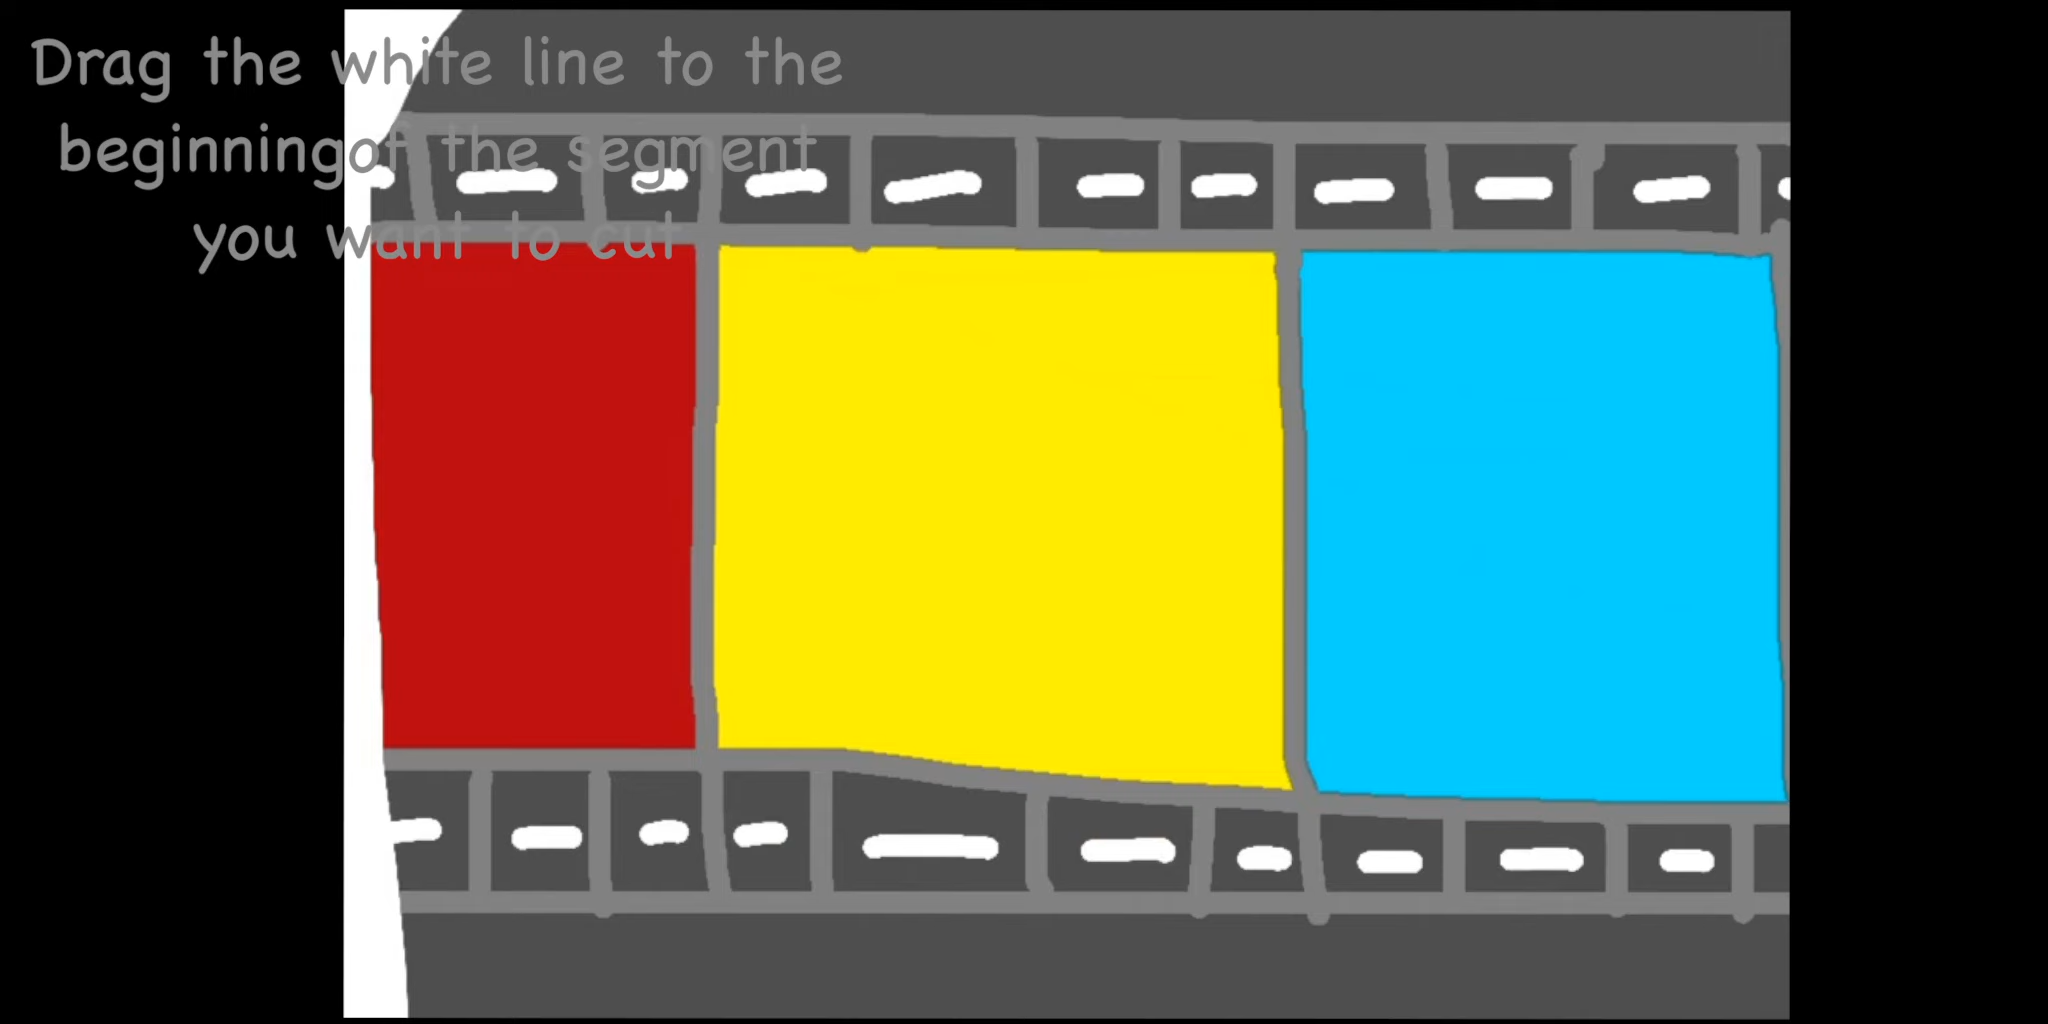 Drag the white line to the
beginningof the segment
you want to cut